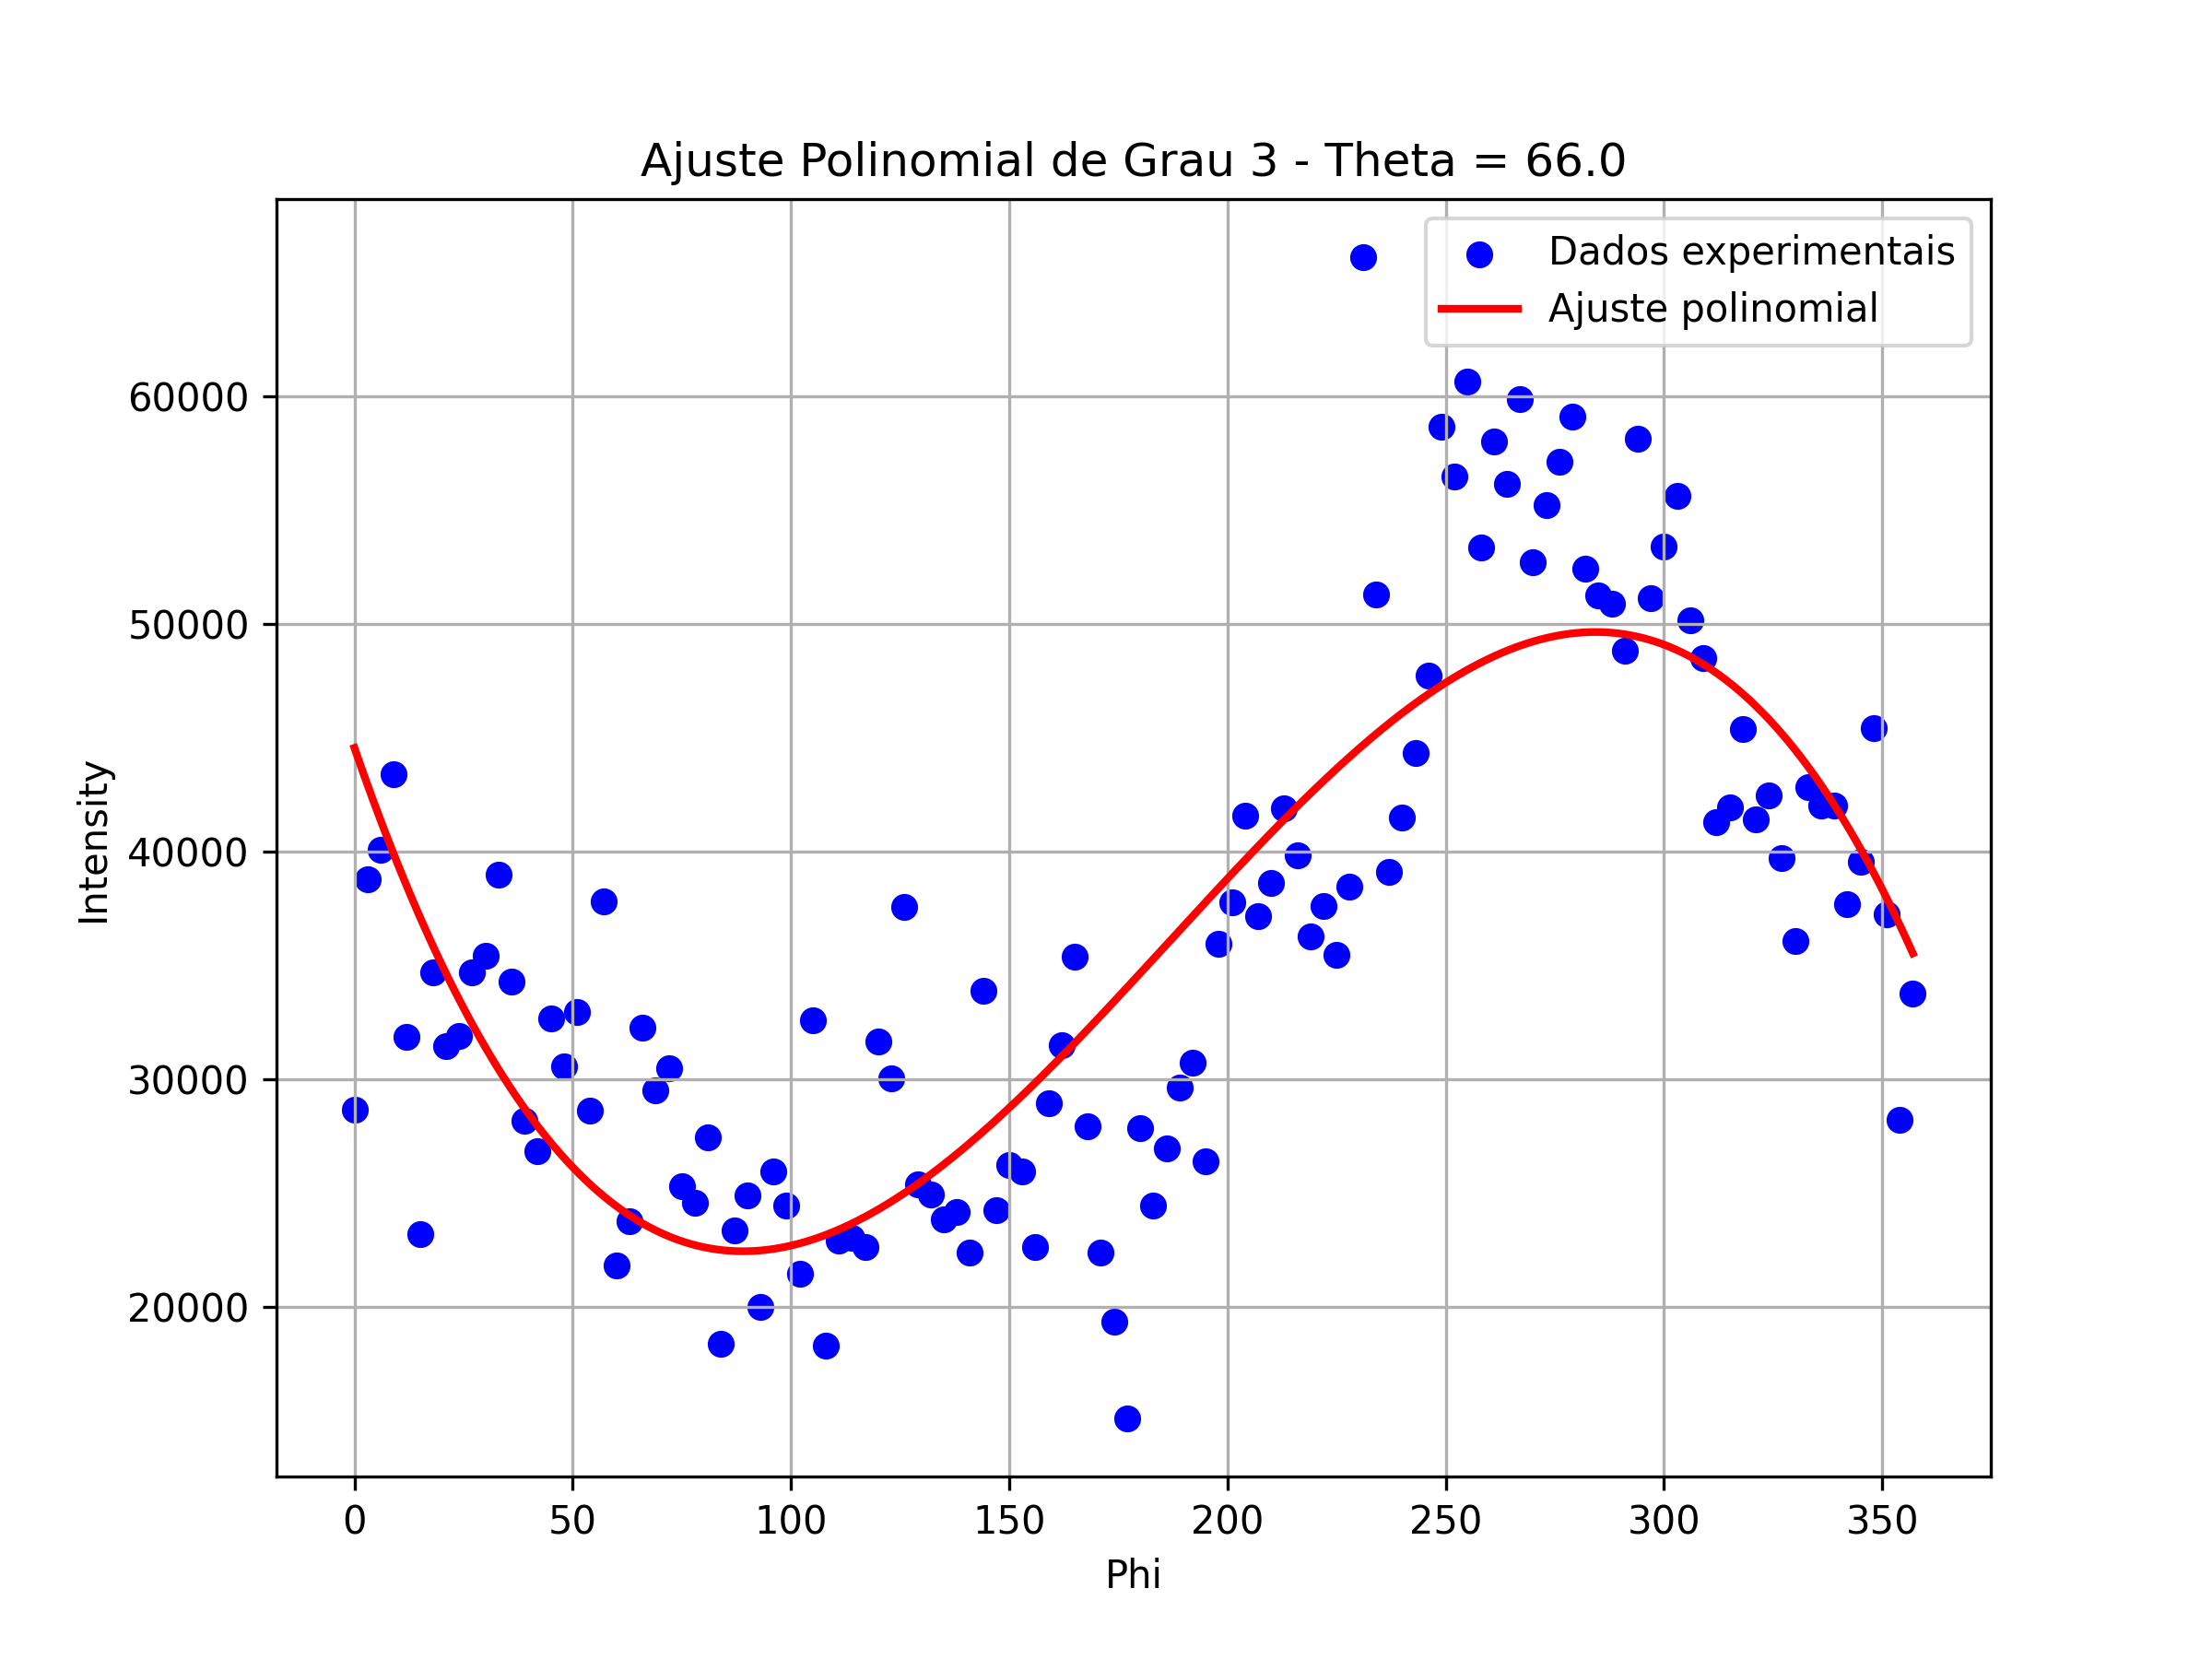 Ajuste Polinomial de Grau 3 - Theta = 66.0
Dados experimentais
Ajuste polinomial
Intensity
60000
50000
40000
30000
20000
0 50 100 150 200 250 300 350
Phi